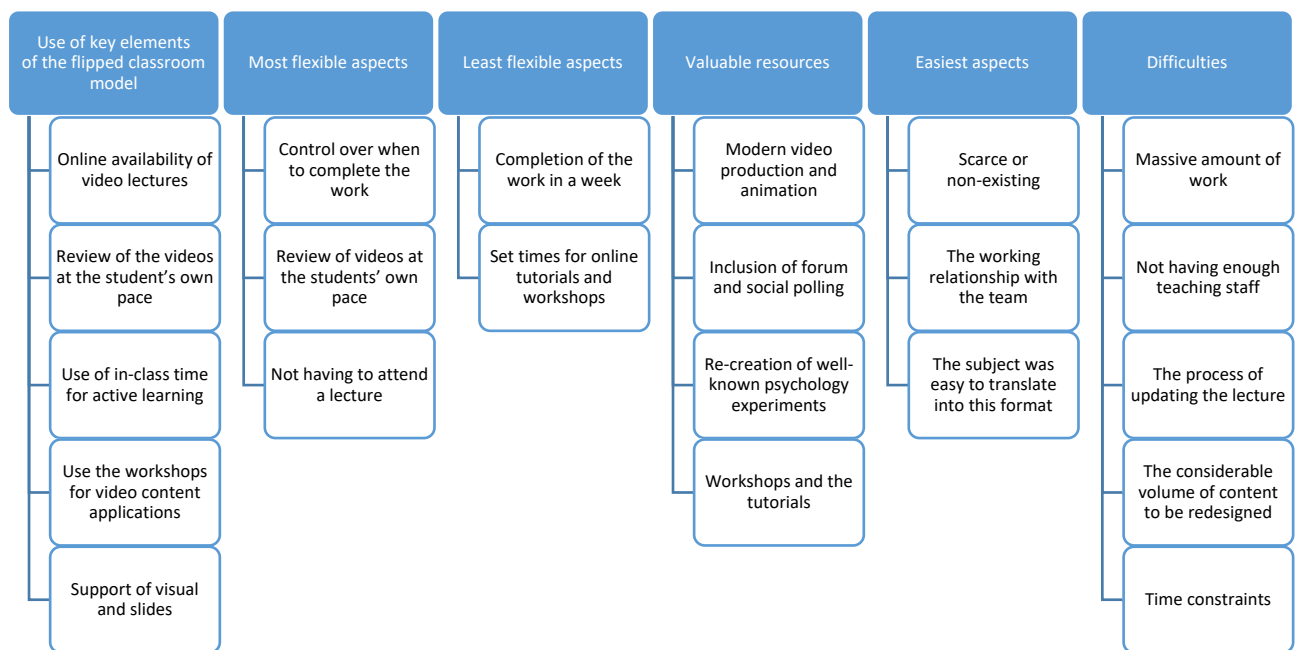 Use of key elements
of the flipped classroom
model
Online availability of
video lectures
Review of the videos
at the student’s own
pace
Use of in-class time
for active learning
Use the workshops
for video content
applications
Support of visual
and slides
Most flexible aspects
Control over when
to complete the
work
Review of videos at
the students’ own
pace
Not having to attend
a lecture
Least flexible aspects
Completion of the
work in a week
Set times for online
tutorials and
workshops
Valuable resources
Modern video
production and
animation
Inclusion of forum
and social polling
Re-creation of well-
known psychology
experiments
Workshops and the
tutorials
Easiest aspects
Scarce or
non-existing
The working
relationship with
the team
The subject was
easy to translate
into this format
Difficulties
Massive amount of
work
Not having enough
teaching staff
The process of
updating the lecture
The considerable
volume of content
to be redesigned
Time constraints